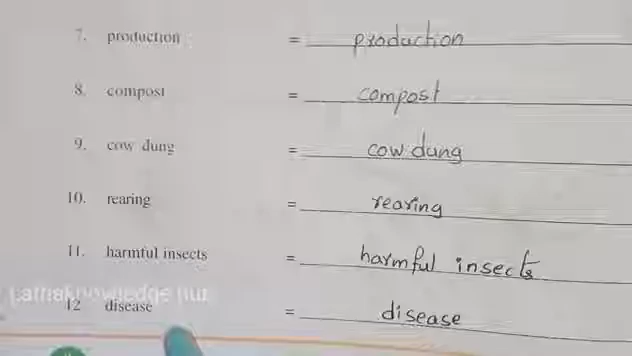 7. production = production
8. compost = compost
9. cow dung = cow dung
10. rearing = rearing
11. harmful insects = harmful insects
12 disease = disease